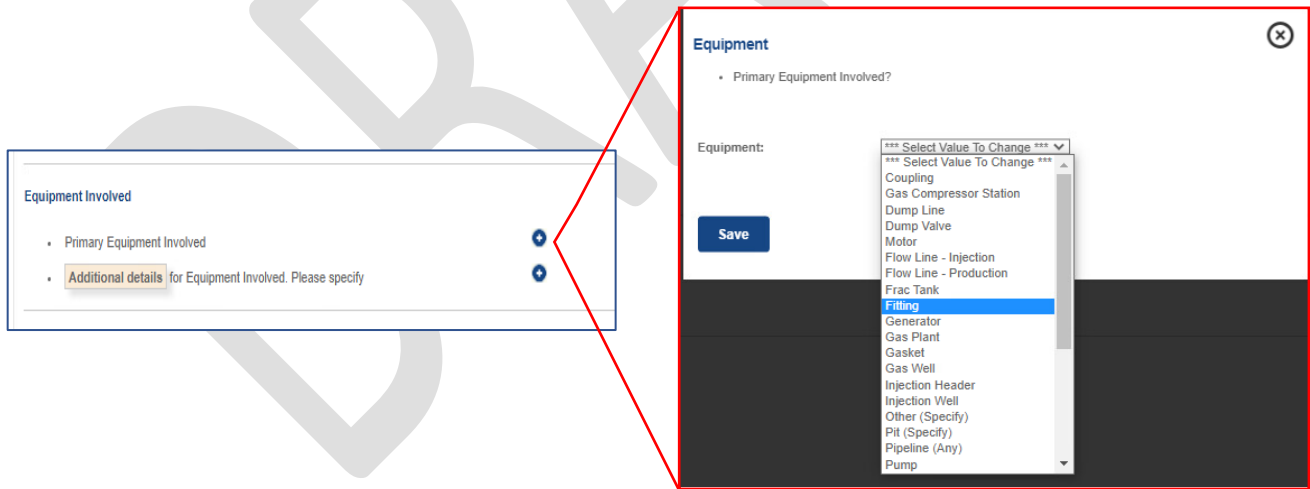 Equipment Involved
Primary Equipment Involved
Additional details for Equipment Involved. Please specify
Equipment
Primary Equipment Involved?
Equipment:
*** Select Value To Change ***
*** Select Value To Change ***
Coupling
Gas Compressor Station
Dump Line
Dump Valve
Motor
Flow Line - Injection
Flow Line - Production
Frac Tank
Fitting
Generator
Gas Plant
Gasket
Gas Well
Injection Header
Injection Well
Other (Specify)
Pit (Specify)
Pipeline (Any)
Pump
Save